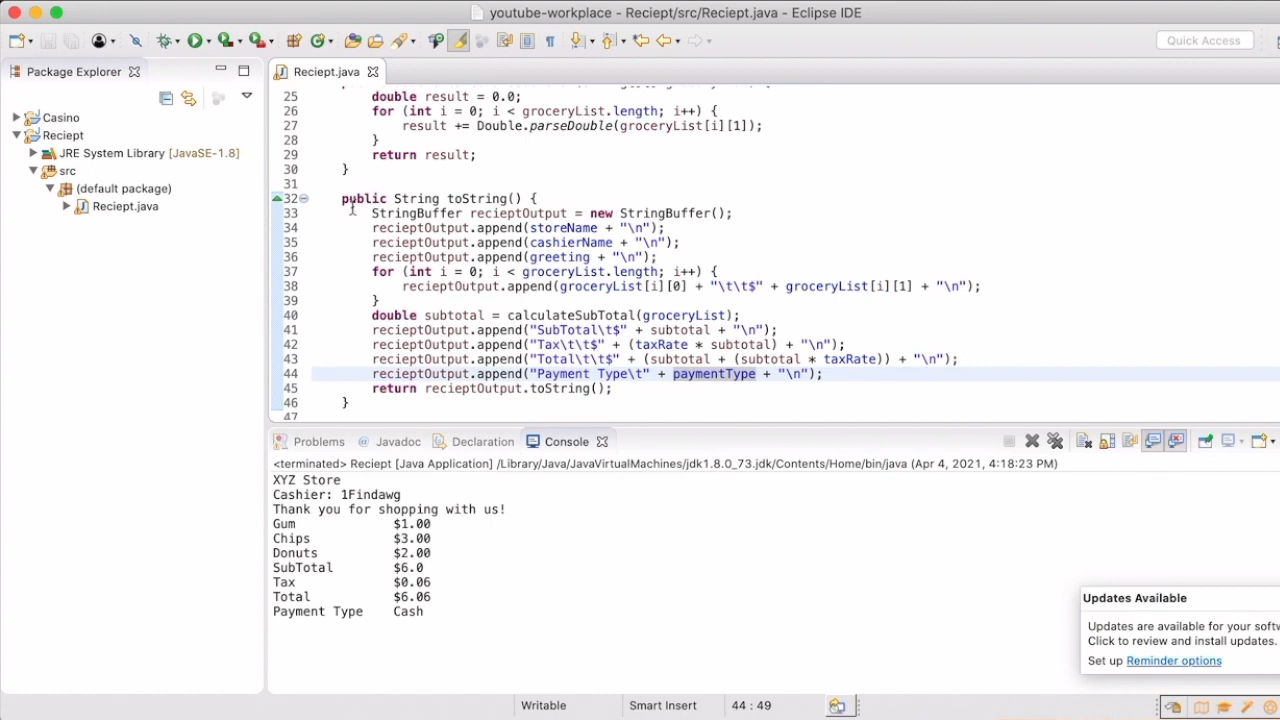 youtube-workplace - Reciept/src/Reciept.java - Eclipse IDE
Quick Access
Package Explorer
Casino
Reciept
JRE System Library [JavaSE-1.8]
src
(default package)
Reciept.java
Reciept.java
25 double result = 0.0;
26 for (int i = 0; i < groceryList.length; i++) {
27 result += Double.parseDouble(groceryList[i][1]);
28 }
29 return result;
30 }
31
32 public String toString() {
33 StringBuffer recieptOutput = new StringBuffer();
34 recieptOutput.append(storeName + "\n");
35 recieptOutput.append(cashierName + "\n");
36 recieptOutput.append(greeting + "\n");
37 for (int i = 0; i < groceryList.length; i++) {
38 recieptOutput.append(groceryList[i][0] + "\t\t$" + groceryList[i][1] + "\n");
39 }
40 double subtotal = calculateSubTotal(groceryList);
41 recieptOutput.append("SubTotal\t$" + subtotal + "\n");
42 recieptOutput.append("Tax\t\t$" + (taxRate * subtotal) + "\n");
43 recieptOutput.append("Total\t\t$" + (subtotal + (subtotal * taxRate)) + "\n");
44 recieptOutput.append("Payment Type\t" + paymentType + "\n");
45 return recieptOutput.toString();
46 }
47
Problems @ Javadoc Declaration Console
<terminated> Reciept [Java Application] /Library/Java/JavaVirtualMachines/jdk1.8.0_73.jdk/Contents/Home/bin/java (Apr 4, 2021, 4:18:23 PM)
XYZ Store
Cashier: 1Findawg
Thank you for shopping with us!
Gum $1.00
Chips $3.00
Donuts $2.00
SubTotal $6.0
Tax $0.06
Total $6.06
Payment Type Cash
Updates Available
Updates are available for your softw
Click to review and install updates.
Set up Reminder options
Writable Smart Insert 44 : 49